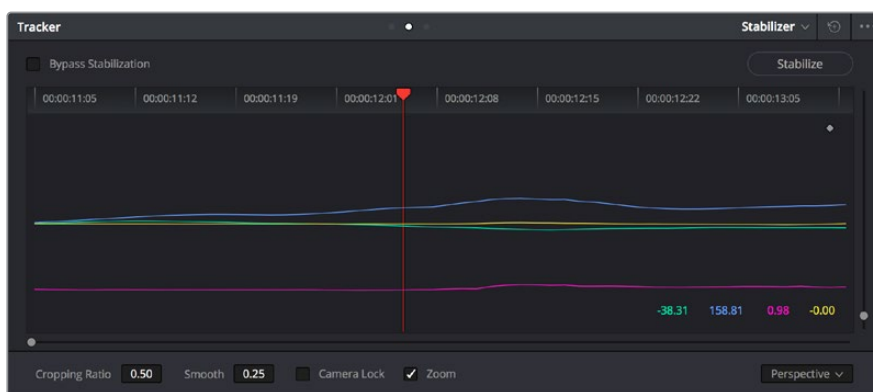 Tracker
Stabilizer
Bypass Stabilization
Stabilize
00:00:11:05 00:00:11:12 00:00:11:19 00:00:12:01 00:00:12:08 00:00:12:15 00:00:12:22 00:00:13:05
-38.31 158.81 0.98 -0.00
Cropping Ratio 0.50 Smooth 0.25 Camera Lock Zoom Perspective